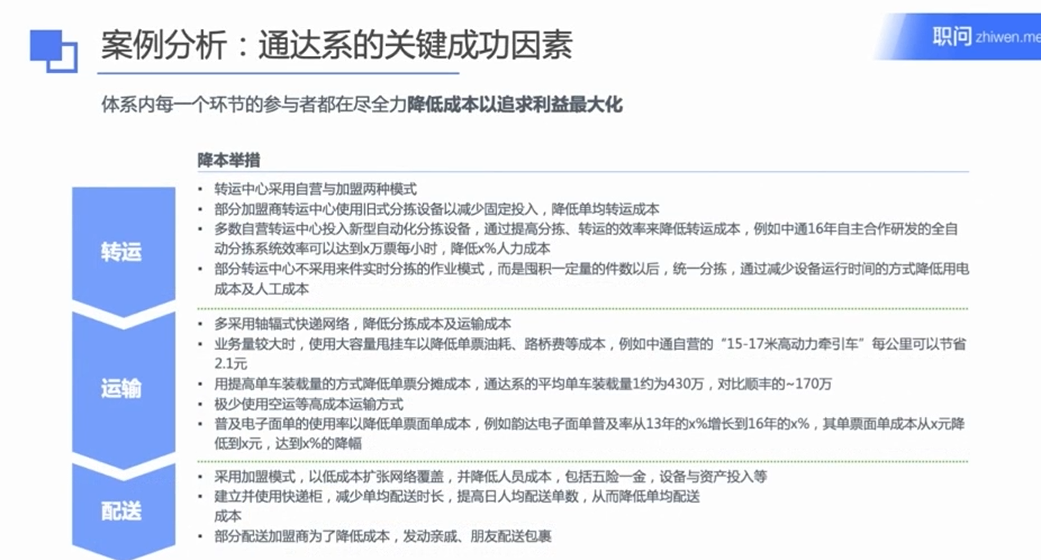 案例分析：通达系的关键成功因素
职问 zhiwen.me
体系内每一个环节的参与者都在尽全力降低成本以追求利益最大化
降本举措
转运
• 转运中心采用自营与加盟两种模式
• 部分加盟商转运中心使用旧式分拣设备以减少固定投入，降低单均转运成本
• 多数自营转运中心投入新型自动化分拣设备，通过提高分拣、转运的效率来降低转运成本，例如中通16年自主合作研发的全自
动分拣系统效率可以达到x万票每小时，降低x%人力成本
• 部分转运中心不采用来件实时分拣的作业模式，而是囤积一定量的件数以后，统一分拣，通过减少设备运行时间的方式降低用电
成本及人工成本
运输
• 多采用轴辐式快递网络，降低分拣成本及运输成本
• 业务量较大时，使用大容量甩挂车以降低单票油耗、路桥费等成本，例如中通自营的“15-17米高动力牵引车”每公里可以节省
2.1元
• 用提高单车装载量的方式降低单票分摊成本，通达系的平均单车装载量1约为430万，对比顺丰的~170万
• 极少使用空运等高成本运输方式
• 普及电子面单的使用率以降低单票面单成本，例如韵达电子面单普及率从13年的x%增长到16年的x%，其单票面单成本从x元降
低到x元，达到x%的降幅
配送
• 采用加盟模式，以低成本扩张网络覆盖，并降低人员成本，包括五险一金，设备与资产投入等
• 建立并使用快递柜，减少单均配送时长，提高日人均配送单数，从而降低单均配送
成本
• 部分配送加盟商为了降低成本，发动亲戚、朋友配送包裹